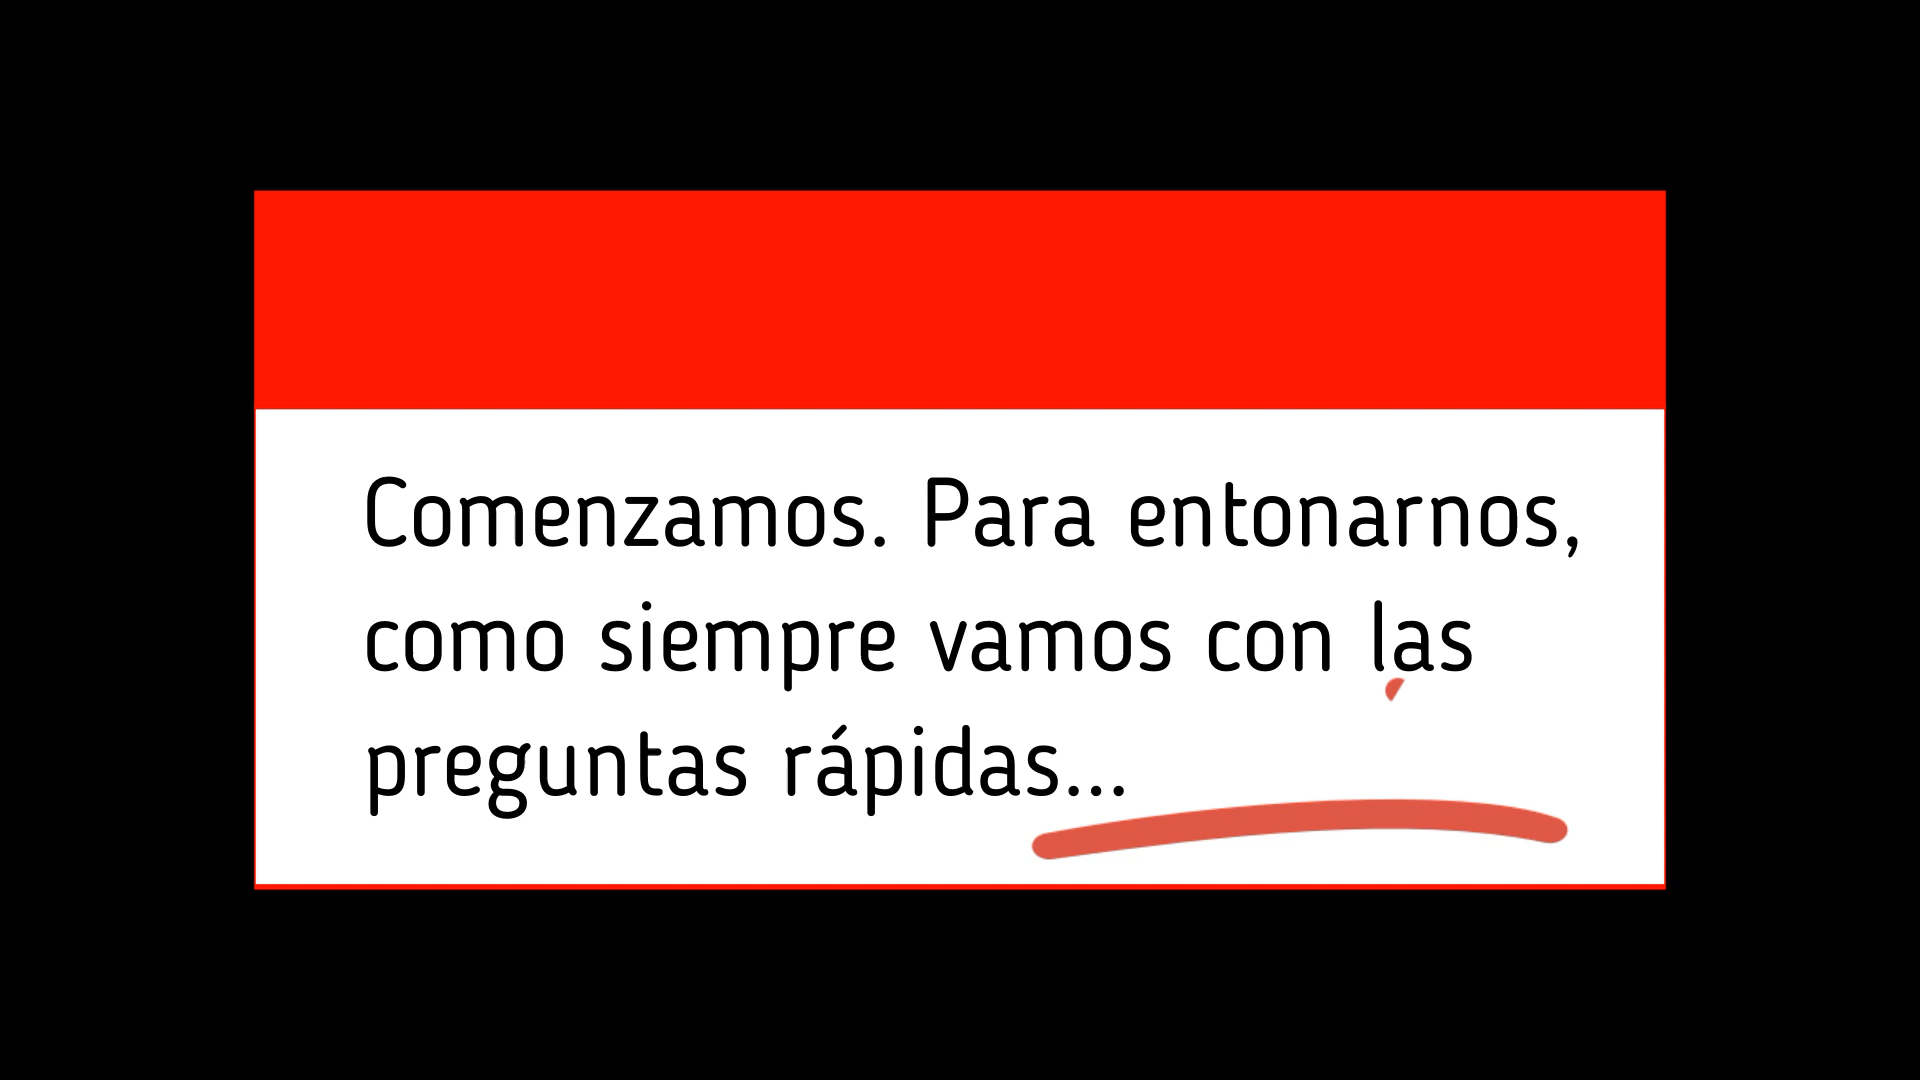 Comenzamos. Para entonarnos,
como siempre vamos con las
preguntas rápidas...